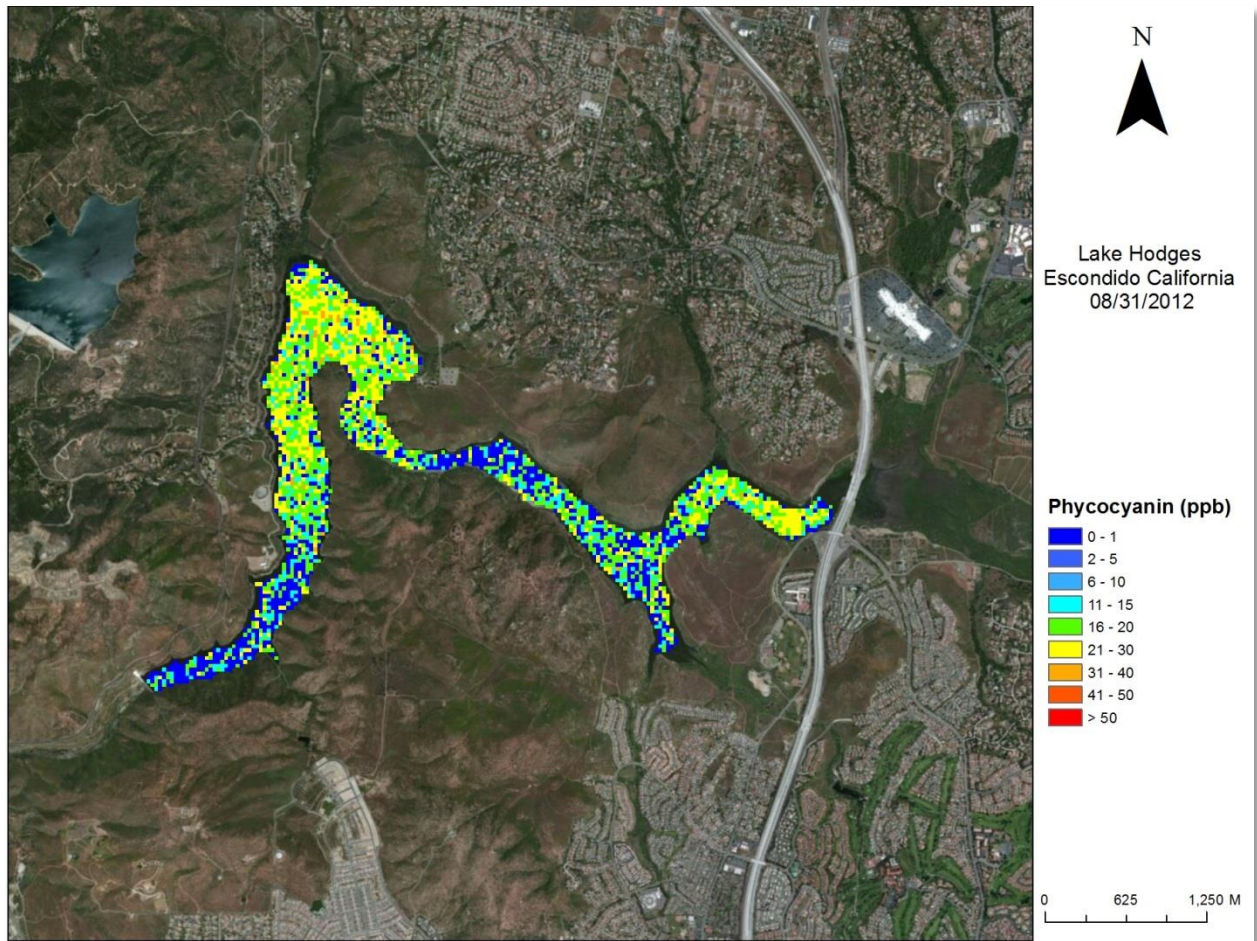 N
Lake Hodges
Escondido California
08/31/2012
Phycocyanin (ppb)
0 - 1
2 - 5
6 - 10
11 - 15
16 - 20
21 - 30
31 - 40
41 - 50
> 50
0 625 1,250 M